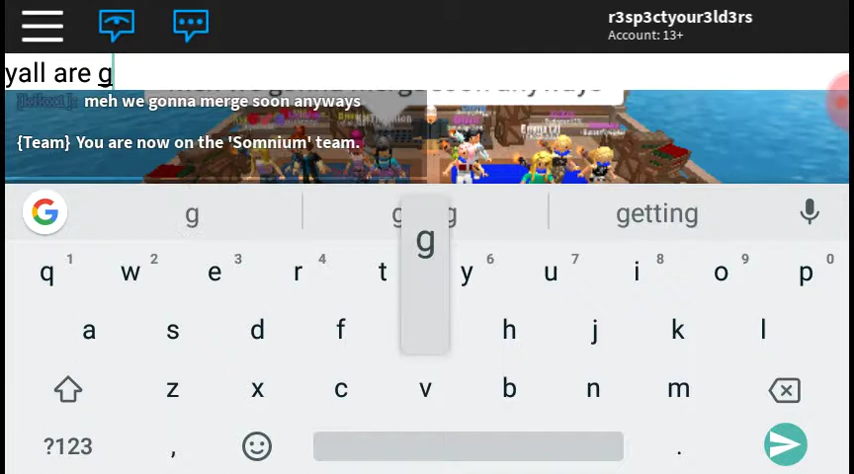 r3sp3ctyour3ld3rs
Account: 13+
yall are g
meh we gonna merge soon anyways
{Team} You are now on the 'Somnium' team.
G
g
getting
g
q 1 w 2 e 3 r 4 t y 6 u 7 i 8 o 9 p 0
a s d f h j k l
z x c v b n m
?123 , .